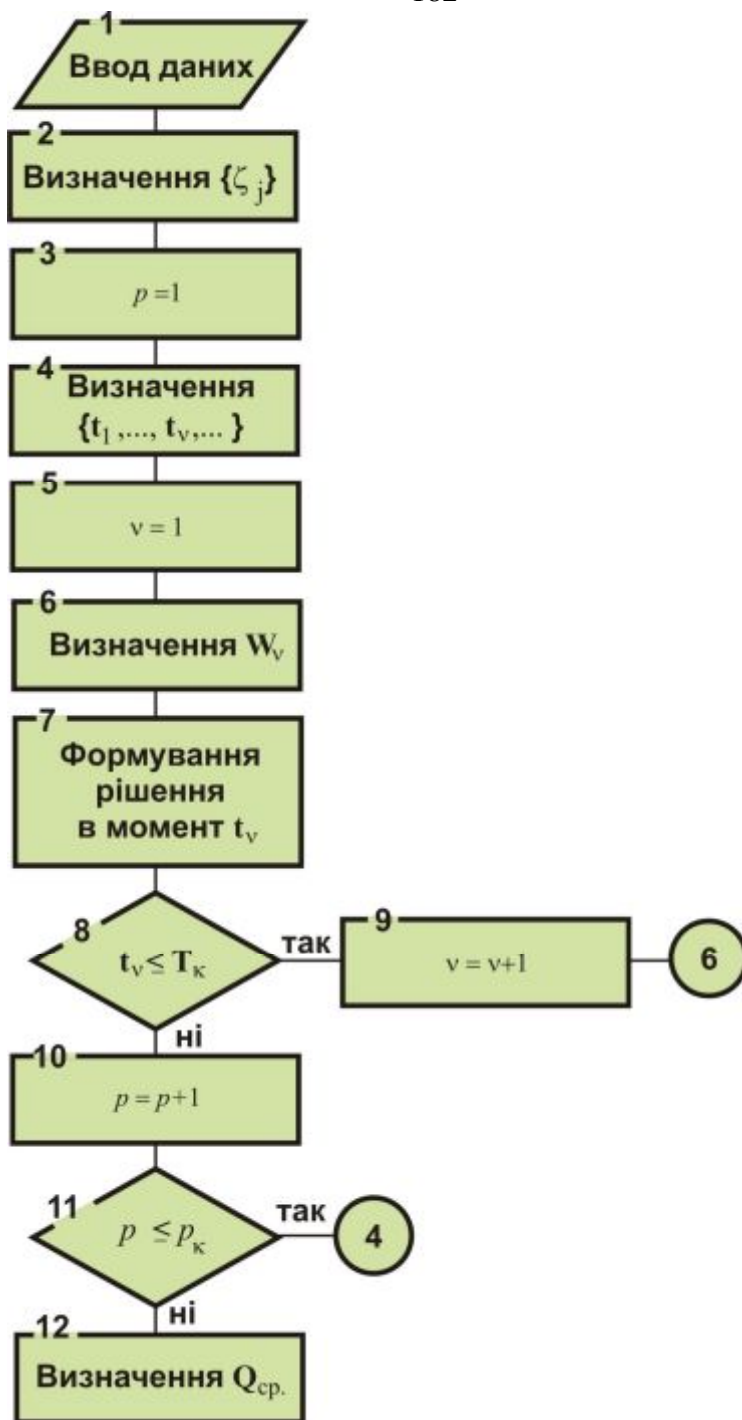 1
Ввод даних
2
Визначення {ζ j}
3
p =1
4
Визначення
{t1 ,..., tν,... }
5
ν = 1
6
Визначення Wν
7
Формування
рішення
в момент tν
8
tν ≤ Tк
так
9
ν = ν+1
6
ні
10
p = p+1
11
p ≤ pк
так
4
ні
12
Визначення Qср.